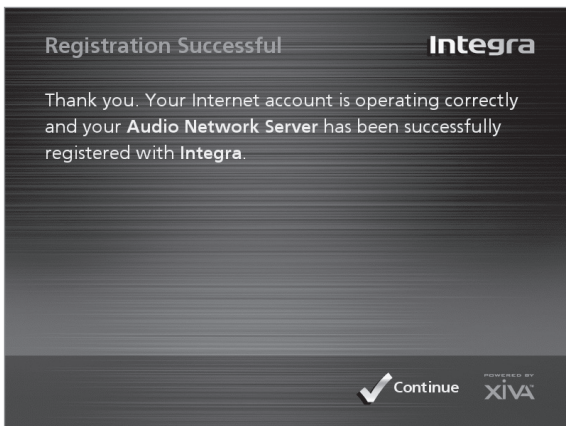 Registration Successful
Integra
Thank you. Your Internet account is operating correctly
and your Audio Network Server has been successfully
registered with Integra.
Continue
POWERED BY
XiVA